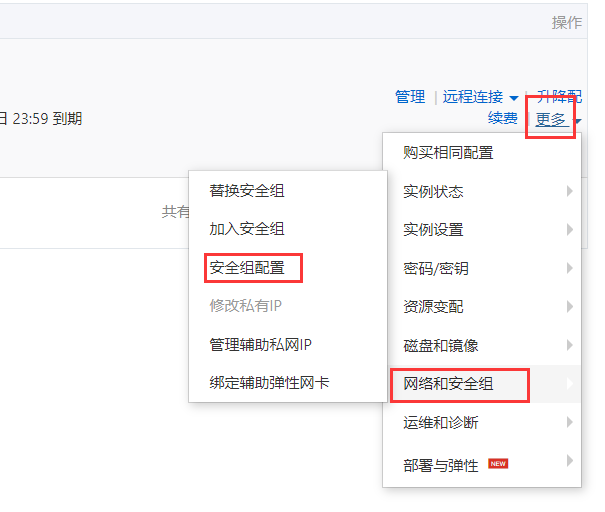 操作
管理 | 远程连接 | 升降配
日 23:59 到期
续费 | 更多
购买相同配置
实例状态
实例设置
密码/密钥
资源变配
磁盘和镜像
网络和安全组
运维和诊断
部署与弹性 NEW
共有
替换安全组
加入安全组
安全组配置
修改私有IP
管理辅助私网IP
绑定辅助弹性网卡